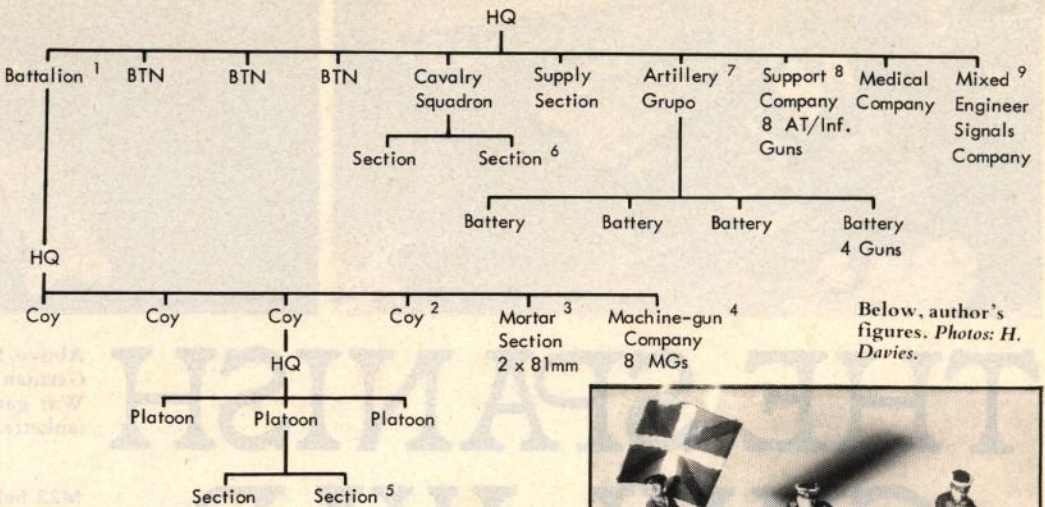 HQ
Battalion 1 BTN BTN BTN Cavalry Supply Artillery 7 Support 8 Medical Mixed 9
Squadron Section Grupo Company Company Engineer
8 AT/Inf. Signals
Guns Company
Section Section 6
Battery Battery Battery Battery
4 Guns
HQ
Coy Coy Coy Coy 2 Mortar 3 Machine-gun 4
Section Company
2 x 81mm 8 MGs
HQ
Platoon Platoon Platoon
Section Section 5
Below, author's
figures. Photos: H.
Davies.